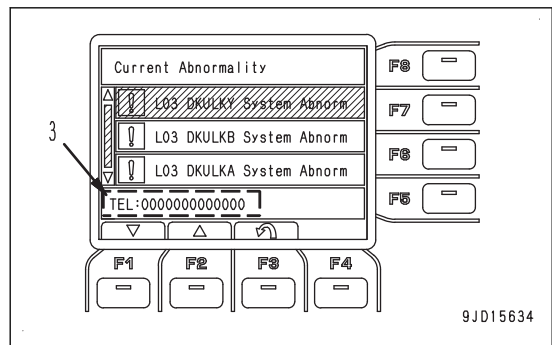 Current Abnormality
L03 DKULKY System Abnorm
L03 DKULKB System Abnorm
L03 DKULKA System Abnorm
TEL:0000000000000
3
F8
F7
F6
F5
F1 F2 F3 F4
9JD15634